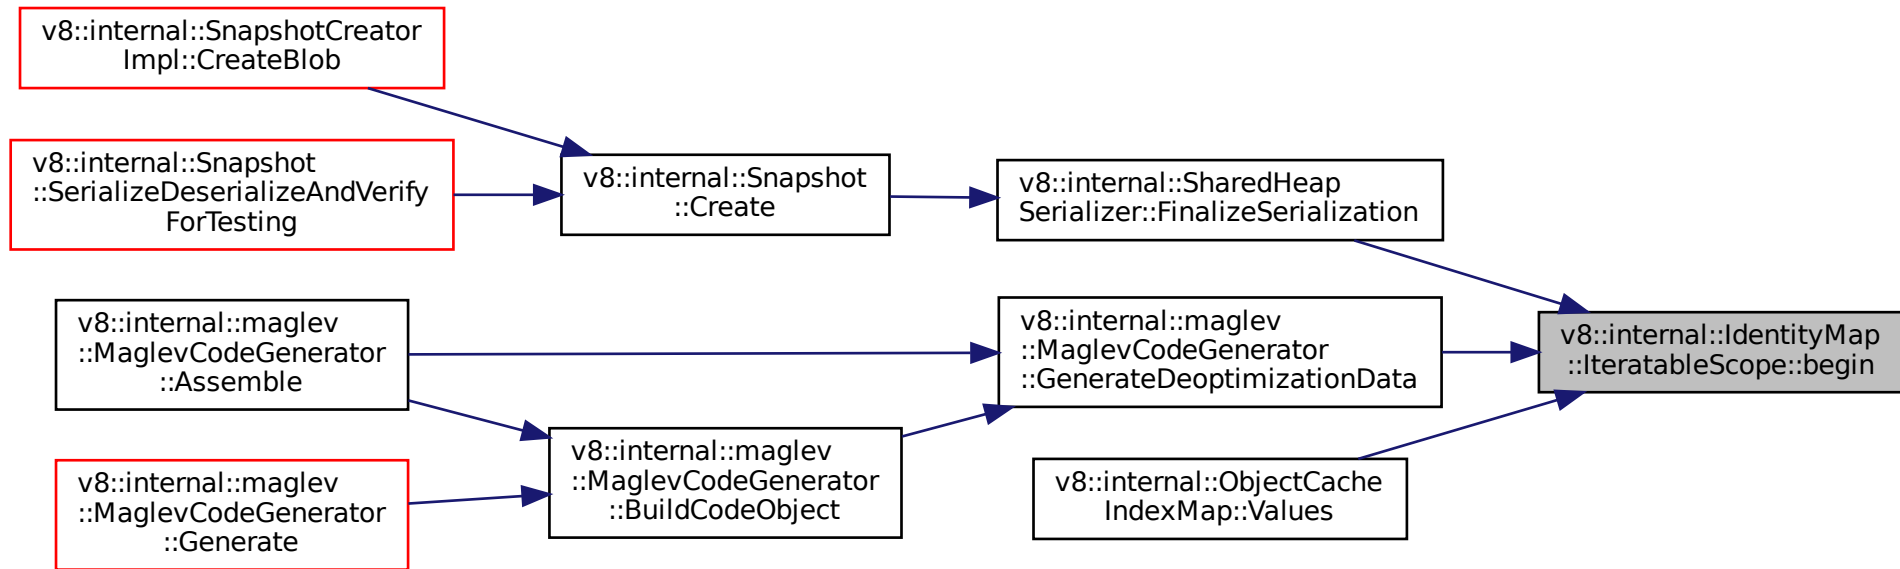 v8::internal::SnapshotCreator
Impl::CreateBlob
v8::internal::Snapshot
::SerializeDeserializeAndVerify
ForTesting
v8::internal::Snapshot
::Create
v8::internal::SharedHeap
Serializer::FinalizeSerialization
v8::internal::maglev
::MaglevCodeGenerator
::Assemble
v8::internal::maglev
::MaglevCodeGenerator
::GenerateDeoptimizationData
v8::internal::IdentityMap
::IteratableScope::begin
v8::internal::maglev
::MaglevCodeGenerator
::Generate
v8::internal::maglev
::MaglevCodeGenerator
::BuildCodeObject
v8::internal::ObjectCache
IndexMap::Values